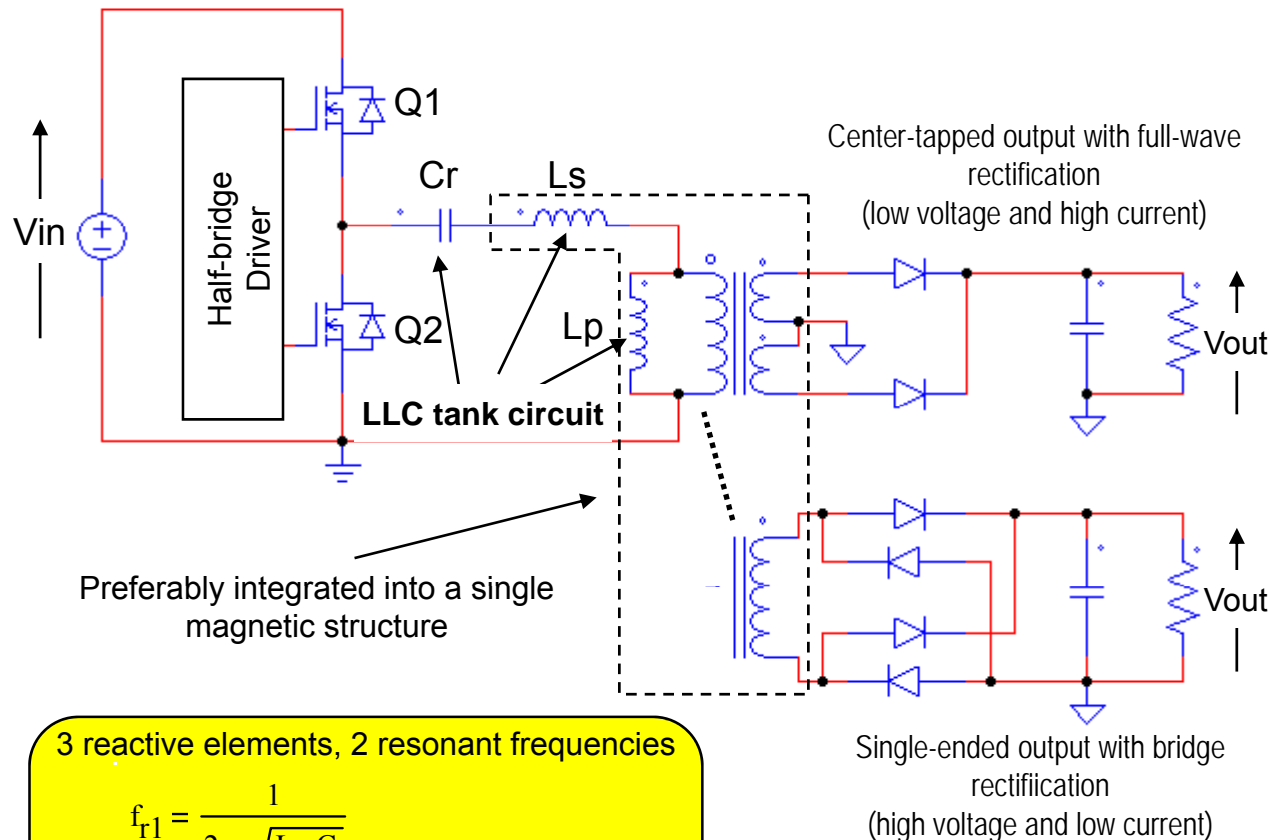 Q1
Center-tapped output with full-wave
rectification
(low voltage and high current)
Vin
Half-bridge
Driver
Cr
Ls
Q2
Lp
Vout
LLC tank circuit
Preferably integrated into a single
magnetic structure
Vout
3 reactive elements, 2 resonant frequencies
f_r1 = 1
Single-ended output with bridge
rectifiication
(high voltage and low current)